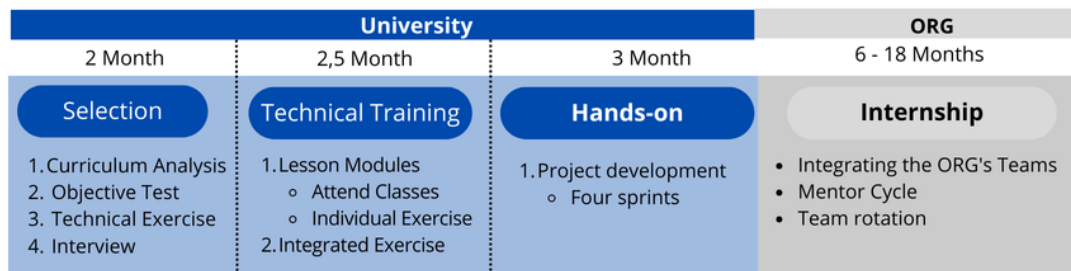 University
ORG
2 Month
2,5 Month
3 Month
6 - 18 Months
Selection
Technical Training
Hands-on
Internship
1. Curriculum Analysis
2. Objective Test
3. Technical Exercise
4. Interview
1. Lesson Modules
Attend Classes
Individual Exercise
2. Integrated Exercise
1. Project development
Four sprints
Integrating the ORG's Teams
Mentor Cycle
Team rotation